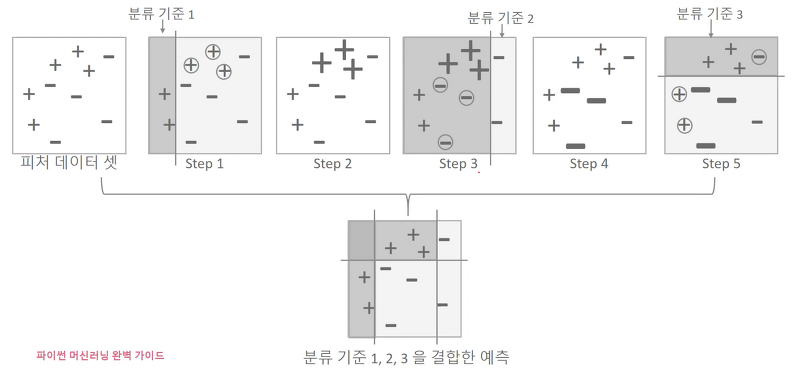 분류 기준 1
분류 기준 2
분류 기준 3
피처 데이터 셋
Step 1
Step 2
Step 3
Step 4
Step 5
파이썬 머신러닝 완벽 가이드
분류 기준 1, 2, 3 을 결합한 예측